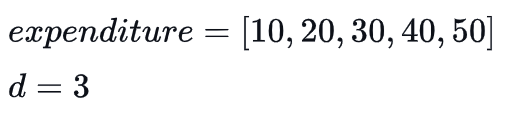 expenditure = [10, 20, 30, 40, 50]
d = 3